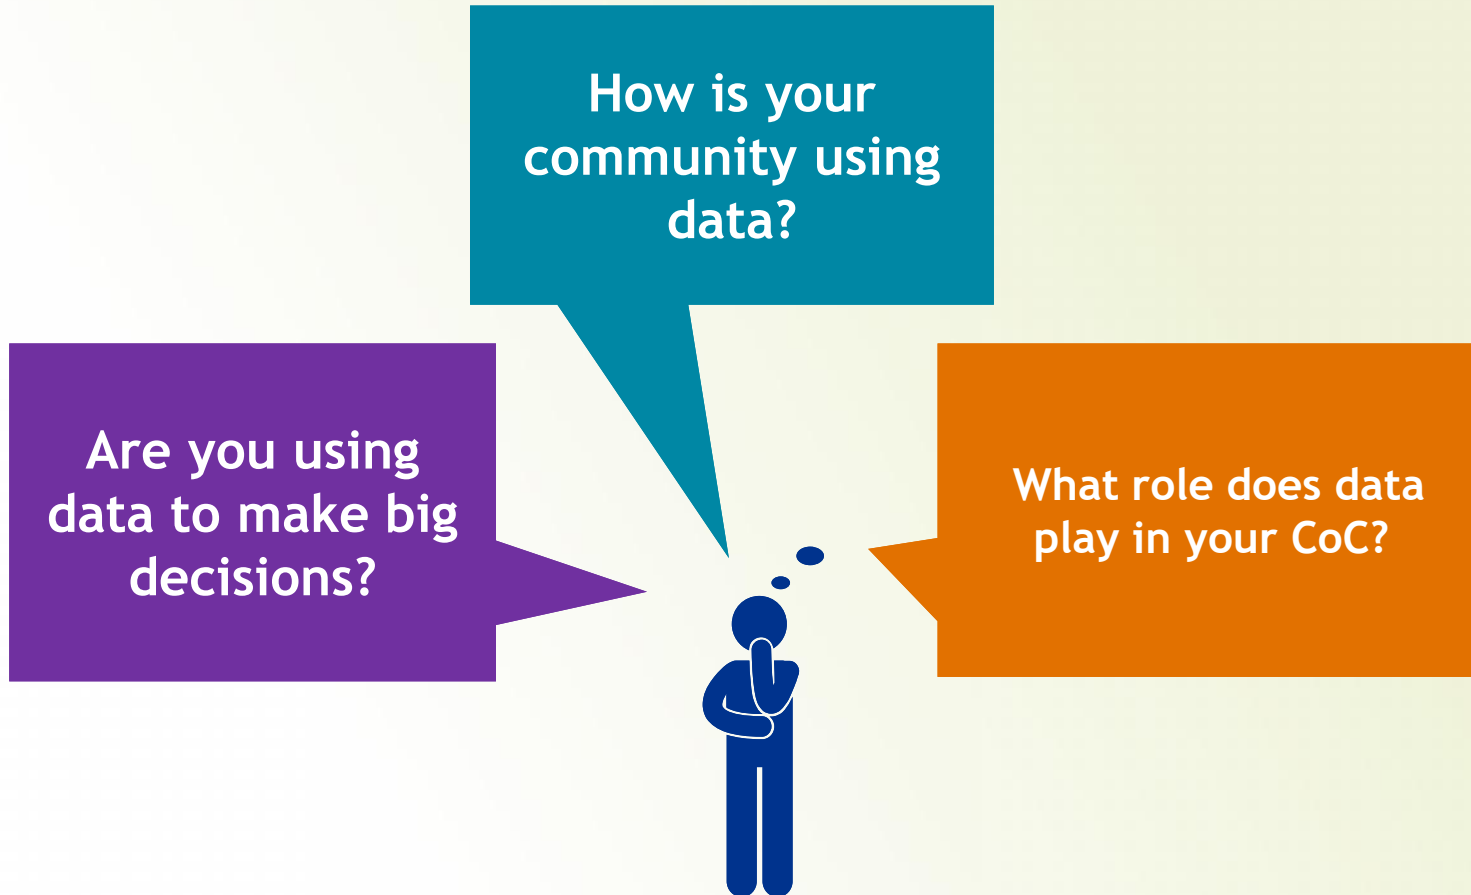 How is your
community using
data?
Are you using
data to make big
decisions?
What role does data
play in your CoC?